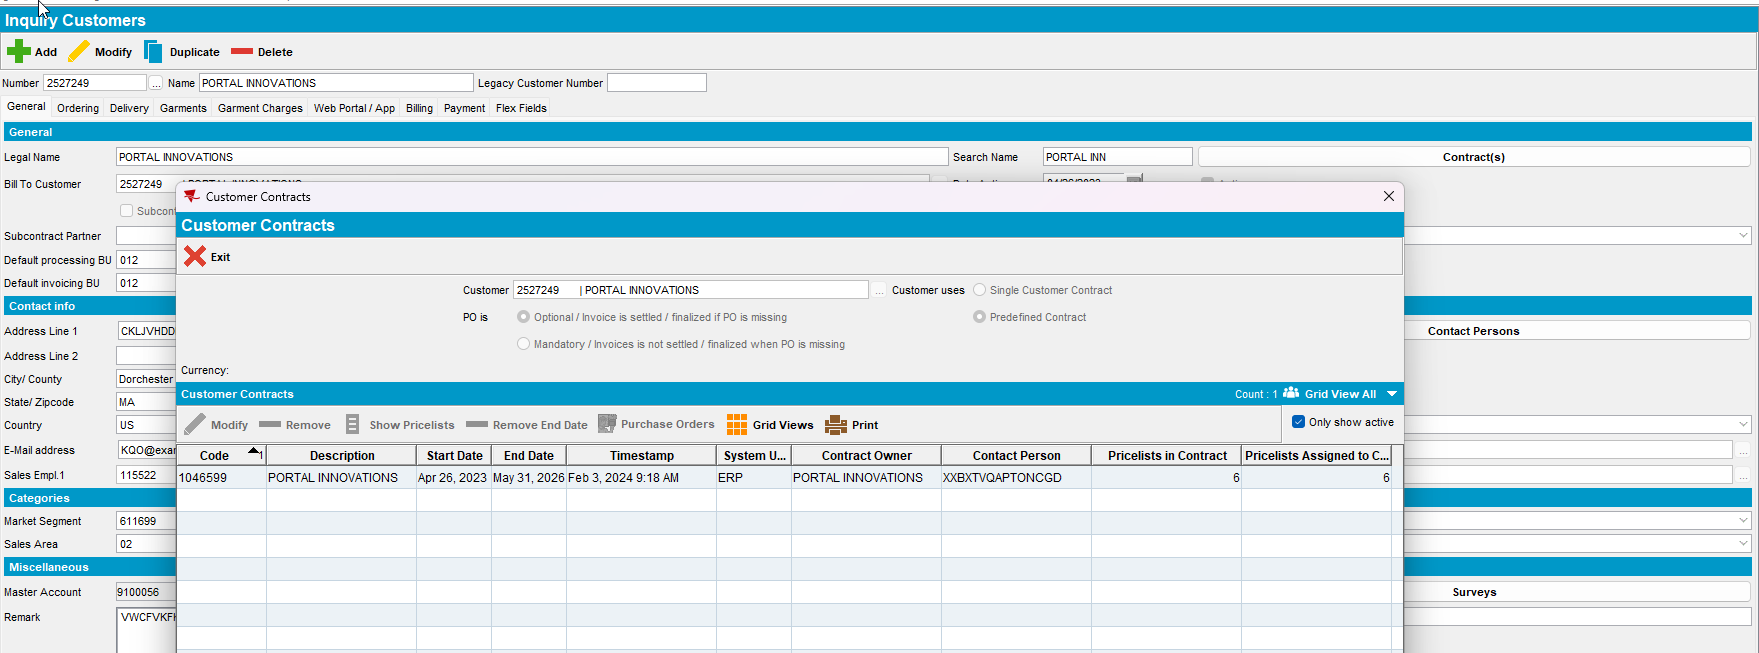 Inquiry Customers
Add Modify Duplicate Delete
Number 2527249 ... Name PORTAL INNOVATIONS Legacy Customer Number
General Ordering Delivery Garments Garment Charges Web Portal / App Billing Payment Flex Fields
General
Legal Name PORTAL INNOVATIONS Search Name PORTAL INN Contract(s)
Bill To Customer 2527249
Customer Contracts
Subcont
Customer Contracts
Subcontract Partner
Exit
Default processing BU 012
Default invoicing BU 012
Customer 2527249 | PORTAL INNOVATIONS ... Customer uses Single Customer Contract
Contact info
PO is Optional / Invoice is settled / finalized if PO is missing Predefined Contract
Address Line 1 CKLJVHDD Contact Persons
Mandatory / Invoices is not settled / finalized when PO is missing
Address Line 2
Currency:
City/ County Dorchester
Customer Contracts Count : 1 Grid View All
State/ Zipcode MA
Country US
Modify Remove Show Pricelists Remove End Date Purchase Orders Grid Views Print Only show active
E-Mail address KQO@exa ...
Code 1 Description Start Date End Date Timestamp System U... Contract Owner Contact Person Pricelists in Contract Pricelists Assigned to C...
Sales Empl.1 115522 ...
1046599 PORTAL INNOVATIONS Apr 26, 2023 May 31, 2026 Feb 3, 2024 9:18 AM ERP PORTAL INNOVATIONS XXBXTVQAPTONCGD 6 6
Categories
Market Segment 611699
Sales Area 02
Miscellaneous
Master Account 9100056 Surveys
Remark VWCFVKF